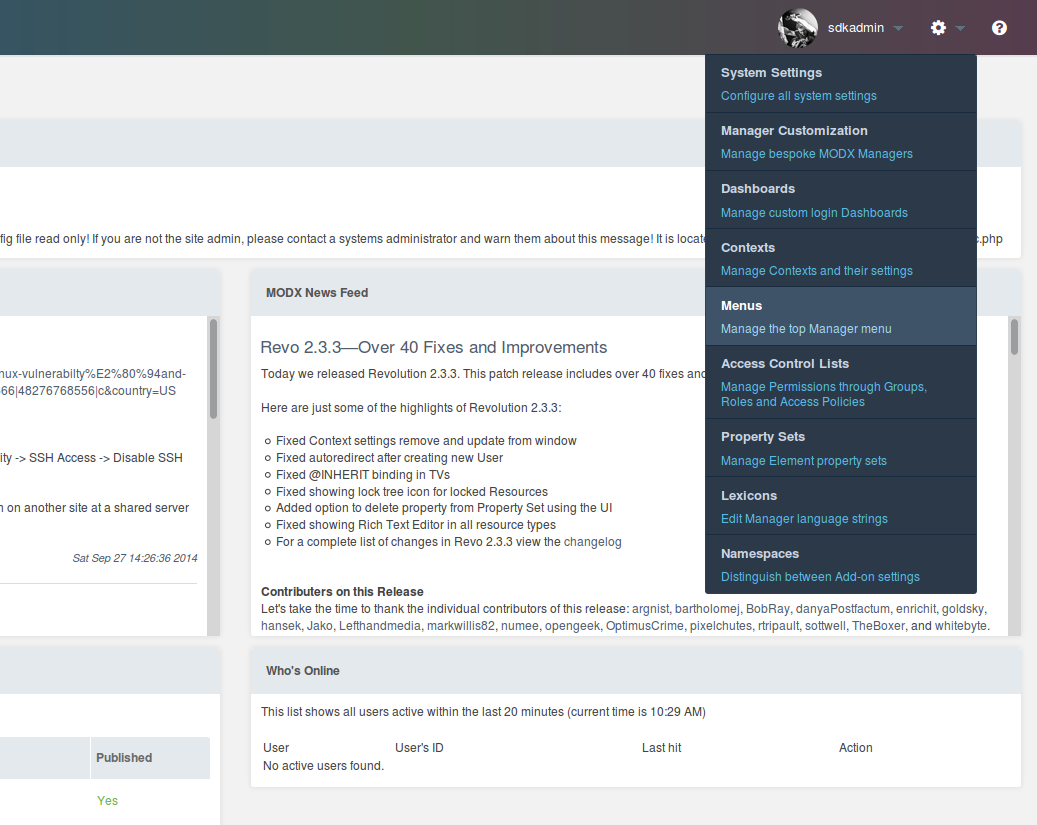 sdkadmin
System Settings
Configure all system settings
Manager Customization
Manage bespoke MODX Managers
Dashboards
Manage custom login Dashboards
Contexts
Manage Contexts and their settings
Menus
Manage the top Manager menu
Access Control Lists
Manage Permissions through Groups,
Roles and Access Policies
Property Sets
Manage Element property sets
Lexicons
Edit Manager language strings
Namespaces
Distinguish between Add-on settings
fig file read only! If you are not the site admin, please contact a systems administrator and warn them about this message! It is locate c.php
nux-vulnerabilty%E2%80%94and-
666|48276768556|c&country=US
ity -> SSH Access -> Disable SSH
n on another site at a shared server
Sat Sep 27 14:26:36 2014
MODX News Feed
Revo 2.3.3—Over 40 Fixes and Improvements
Today we released Revolution 2.3.3. This patch release includes over 40 fixes and
Here are just some of the highlights of Revolution 2.3.3:
Fixed Context settings remove and update from window
Fixed autoredirect after creating new User
Fixed @INHERIT binding in TVs
Fixed showing lock tree icon for locked Resources
Added option to delete property from Property Set using the UI
Fixed showing Rich Text Editor in all resource types
For a complete list of changes in Revo 2.3.3 view the changelog
Contributers on this Release
Let's take the time to thank the individual contributors of this release: argnist, bartholomej, BobRay, danyaPostfactum, enrichit, goldsky,
hansek, Jako, Lefthandmedia, markwillis82, numee, opengeek, OptimusCrime, pixelchutes, rtripault, sottwell, TheBoxer, and whitebyte.
Published
Yes
Who's Online
This list shows all users active within the last 20 minutes (current time is 10:29 AM)
User User's ID Last hit Action
No active users found.